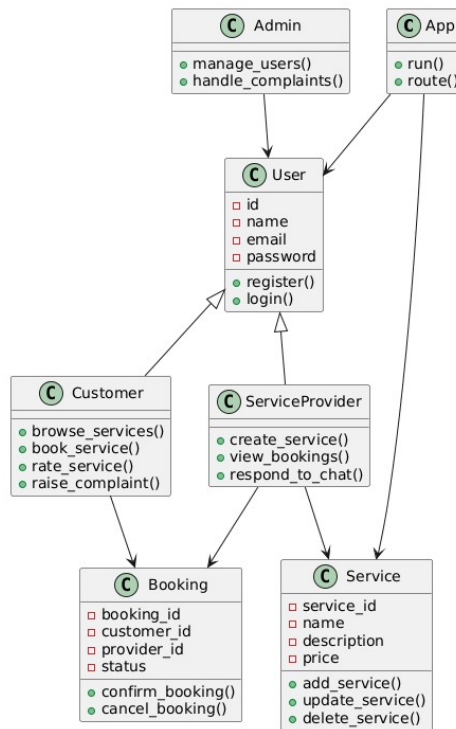 C Admin
manage_users()
handle_complaints()
C App
run()
route()
C User
id
name
email
password
register()
login()
C Customer
browse_services()
book_service()
rate_service()
raise_complaint()
C ServiceProvider
create_service()
view_bookings()
respond_to_chat()
C Booking
booking_id
customer_id
provider_id
status
confirm_booking()
cancel_booking()
C Service
service_id
name
description
price
add_service()
update_service()
delete_service()